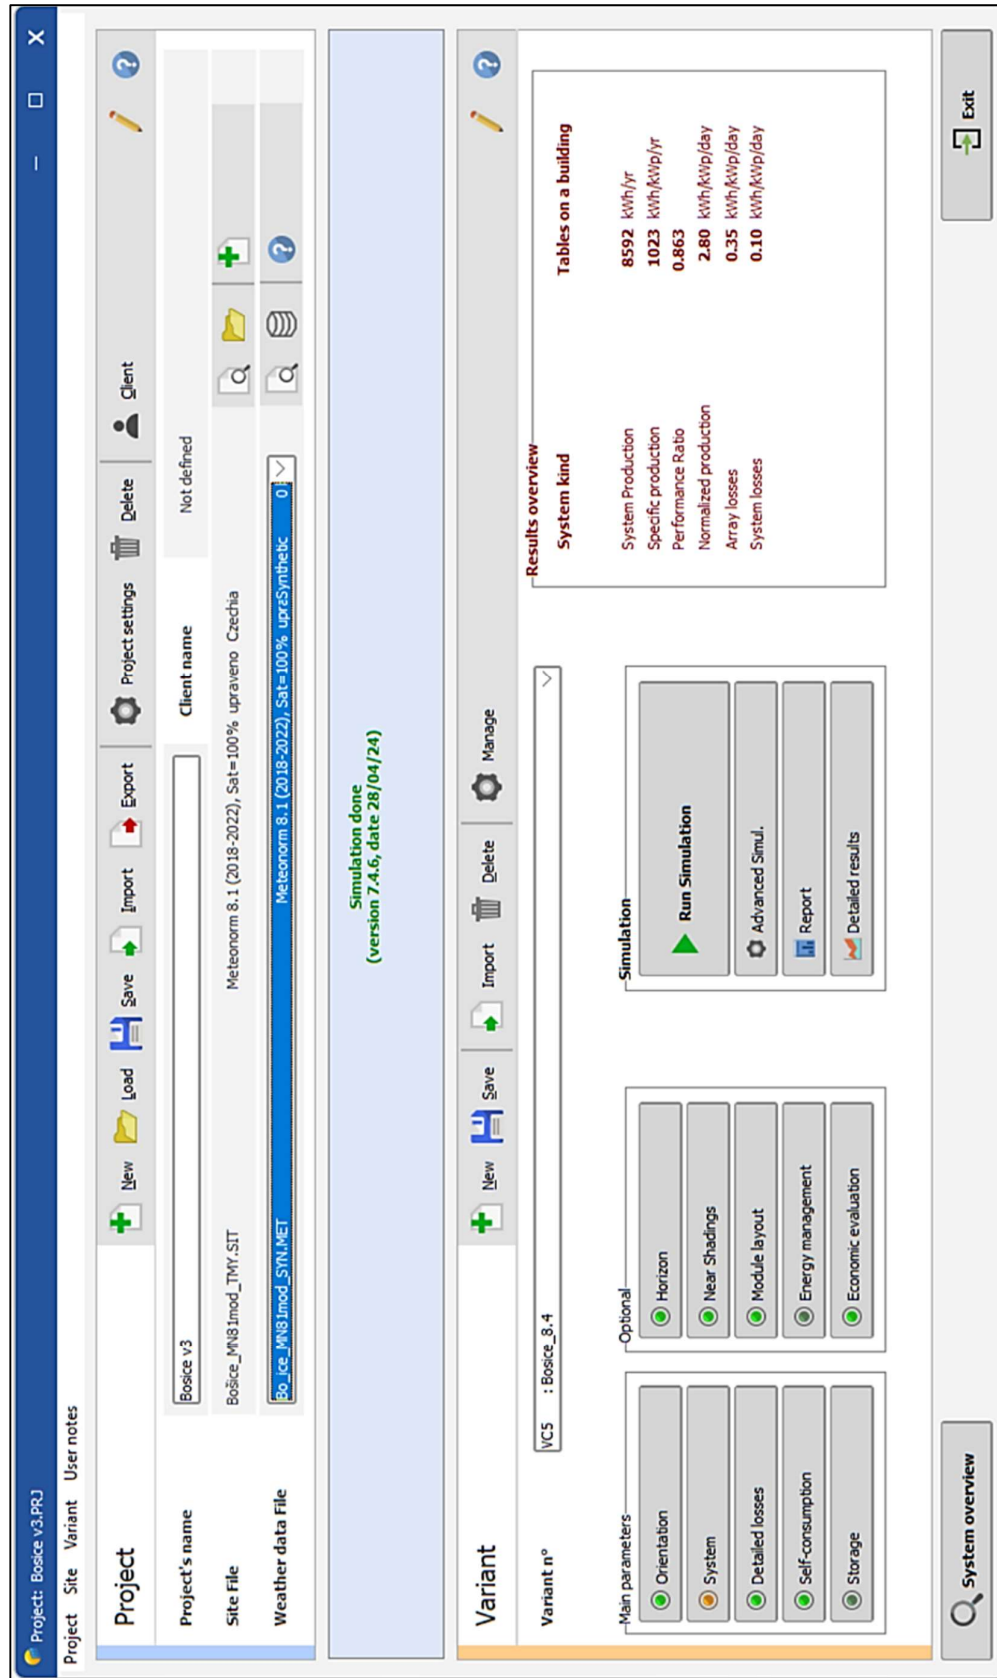 Project: Bosice v3.PRJ
Project Site Variant User notes
Project New Load Save Import Export Project settings Delete Client
Project's name Bosice v3 Client name Not defined
Site File Bošice_MN81mod_TMY.SIT Meteonorm 8.1 (2018-2022), Sat=100% upraveno Czechia
Weather data File Bo_ice_MN81mod_SYN.MET Meteonorm 8.1 (2018-2022), Sat=100% upraSynthetic 0
Simulation done
(version 7.4.6, date 28/04/24)
Variant New Save Import Delete Manage
Variant n° VC5 : Bosice_8.4
Main parameters
Orientation
System
Detailed losses
Self-consumption
Storage
Optional
Horizon
Near Shadings
Module layout
Energy management
Economic evaluation
Simulation
Run Simulation
Advanced Simul.
Report
Detailed results
Results overview
System kind Tables on a building
System Production 8592 kWh/yr
Specific production 1023 kWh/kWp/yr
Performance Ratio 0.863
Normalized production 2.80 kWh/kWp/day
Array losses 0.35 kWh/kWp/day
System losses 0.10 kWh/kWp/day
System overview
Exit